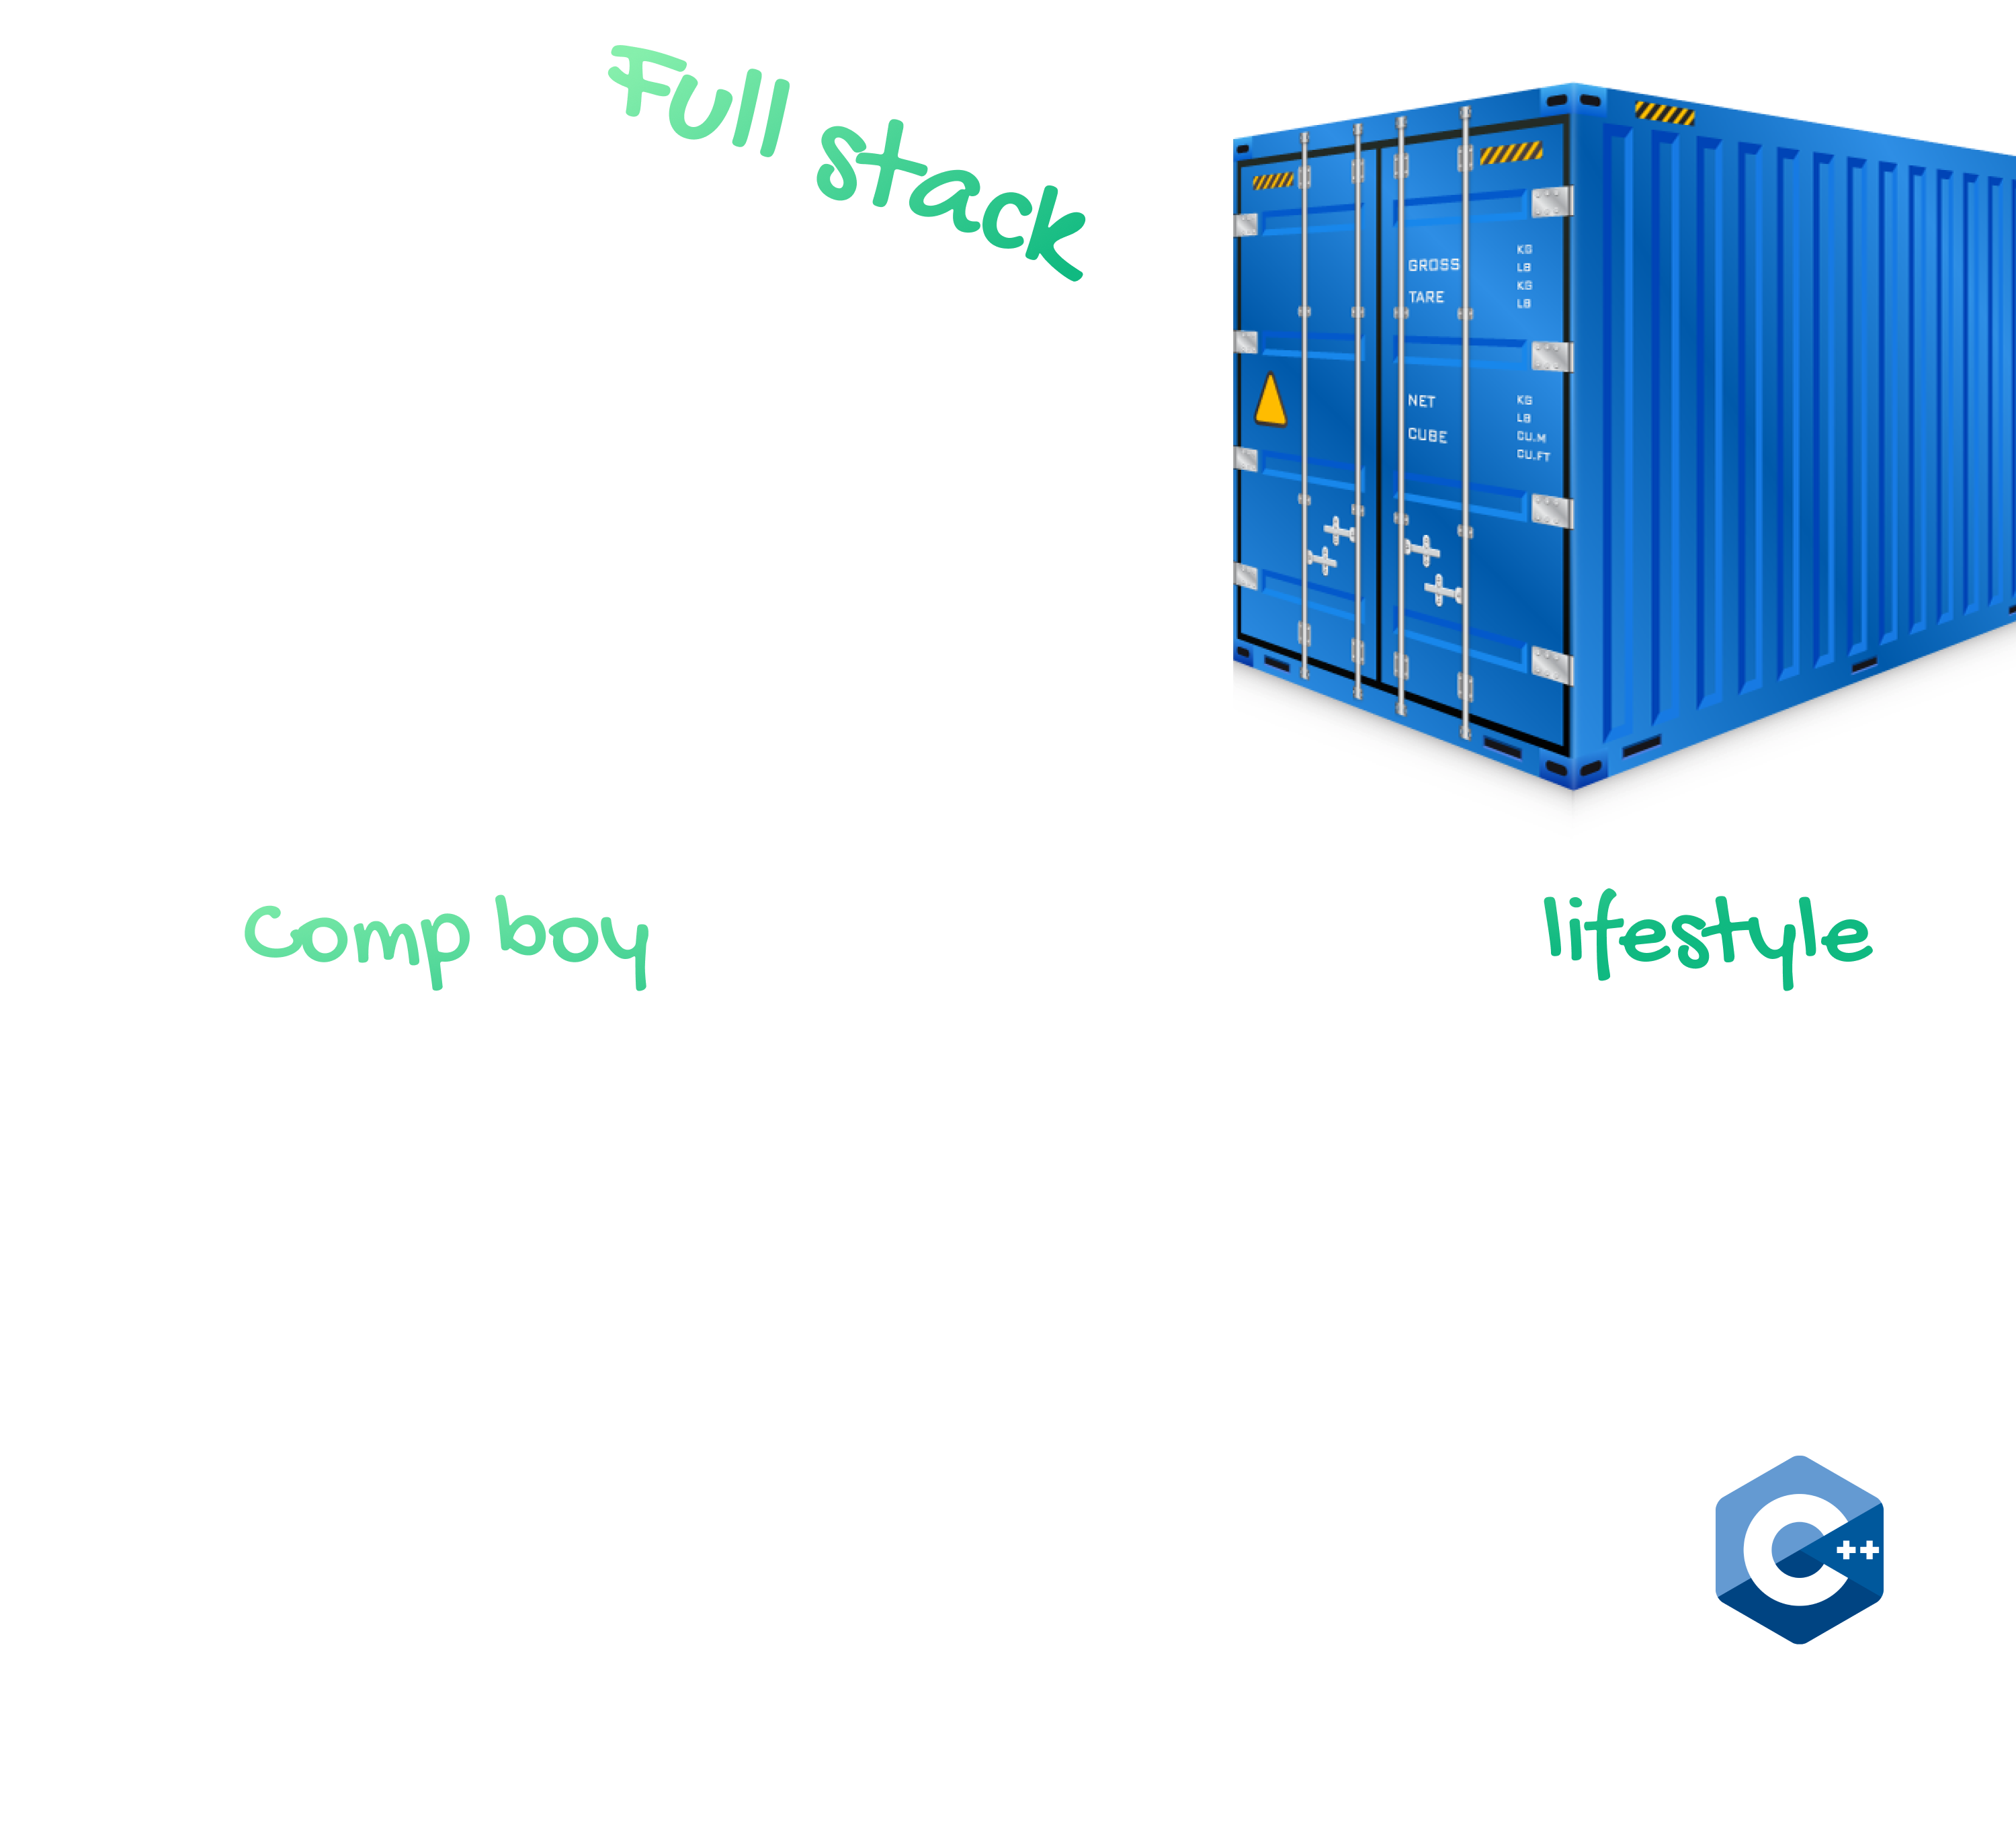 Full stack
GROSS KG
LB
TARE KG
LB
NET KG
LB
CUBE CU.M
CU.FT
Comp boy lifestyle
C++